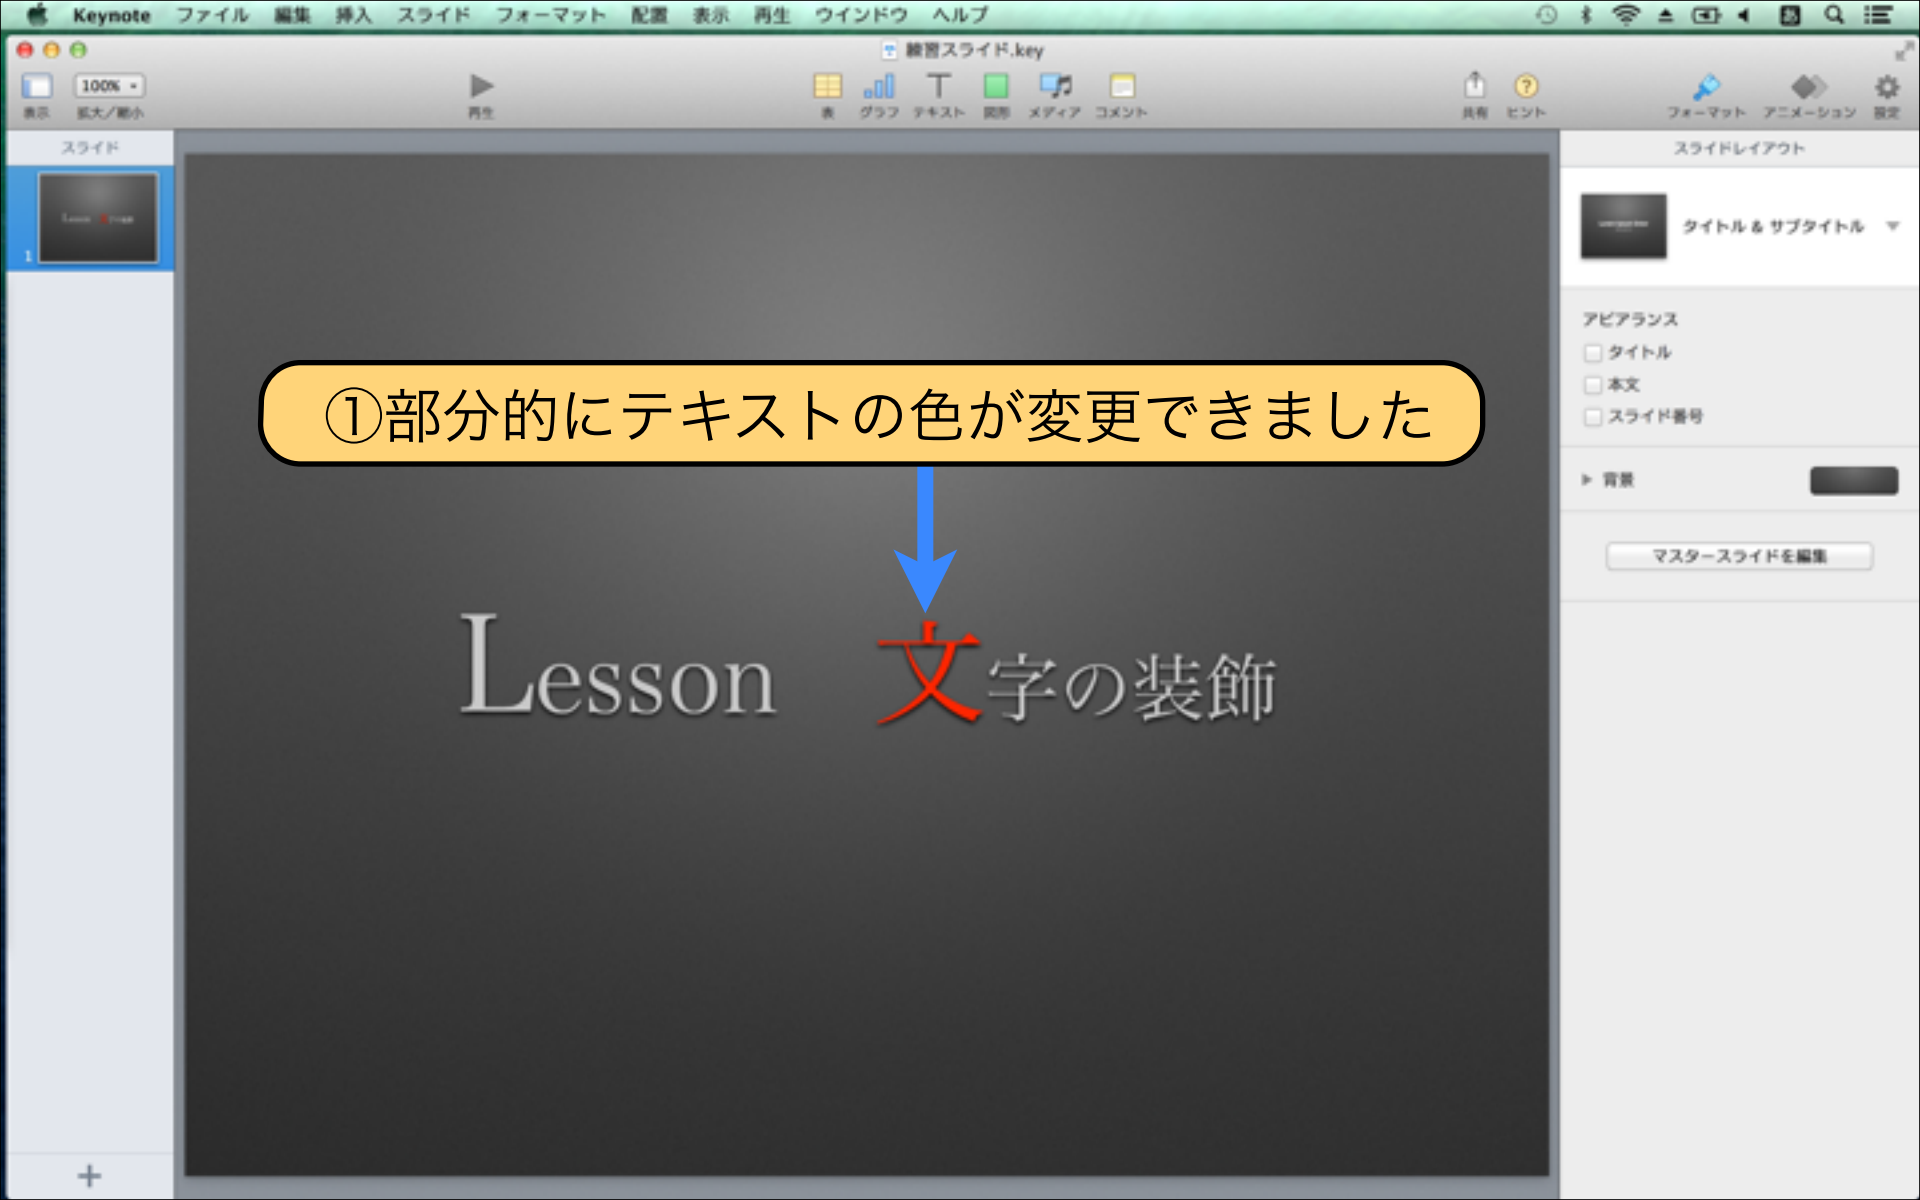 Keynote ファイル 編集 挿入 スライド フォーマット 配置 表示 再生 ウインドウ ヘルプ あ
練習スライド.key
100%
表示 拡大/縮小 再生 表 グラフ テキスト 図形 メディア コメント 共有 ヒント フォーマット アニメーション 設定
スライド
1
スライドレイアウト
タイトル & サブタイトル
アピアランス
タイトル
本文
スライド番号
背景
マスタースライドを編集
①部分的にテキストの色が変更できました
Lesson 文字の装飾